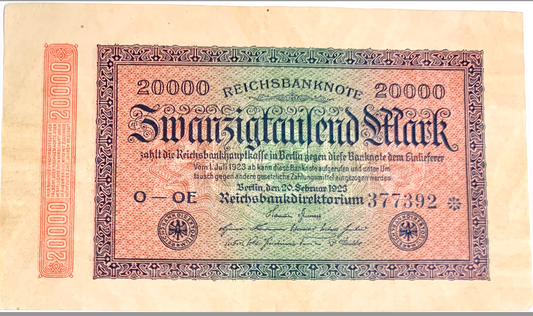 20000 REICHSBANKNOTE 20000
Zwanzigtausend Mark
zahlt die Reichsbankhauptkasse in Berlin gegen diese Banknote dem Einlieferer
Vom 1. Juli 1923 ab kann diese Banknote aufgerufen und unter Um-
tausch gegen andere gesetzliche Zahlungsmittel eingezogen werden
Berlin, den 20. Februar 1923
O—OE Reichsbankdirektorium 377392 *
20000
20000